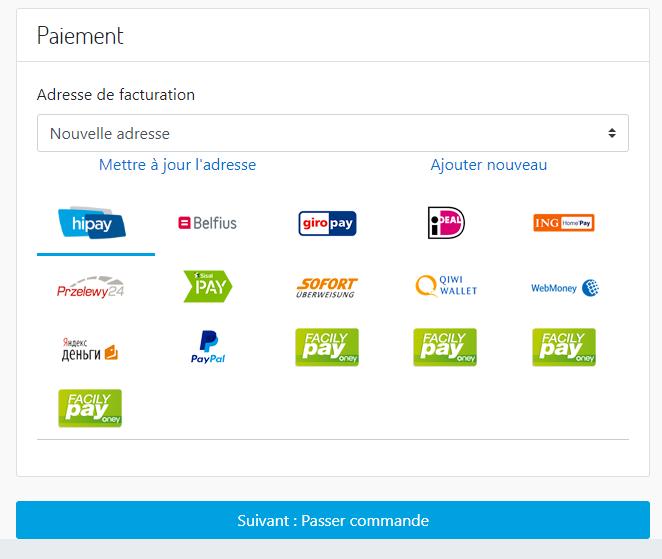 Paiement
Adresse de facturation
Nouvelle adresse
Mettre à jour l'adresse Ajouter nouveau
hipay Belfius giropay iDEAL ING Home'Pay
Przelewy24 Sisal PAY SOFORT ÜBERWEISUNG QIWI WALLET WebMoney
Яндекс деньги PayPal FACILY pay oney FACILY pay oney FACILY pay oney
FACILY pay oney
Suivant : Passer commande